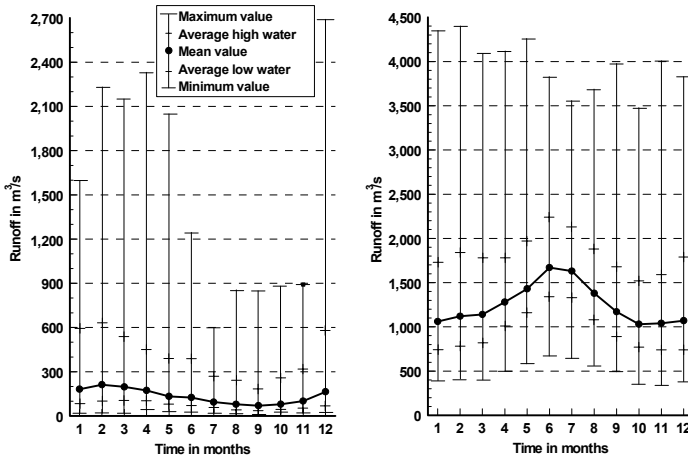 2,700
2,400
2,100
1,800
1,500
1,200
900
600
300
0
Runoff in m³/s
Maximum value
Average high water
Mean value
Average low water
Minimum value
1 2 3 4 5 6 7 8 9 10 11 12
Time in months
4,500
4,000
3,500
3,000
2,500
2,000
1,500
1,000
500
0
Runoff in m³/s
1 2 3 4 5 6 7 8 9 10 11 12
Time in months